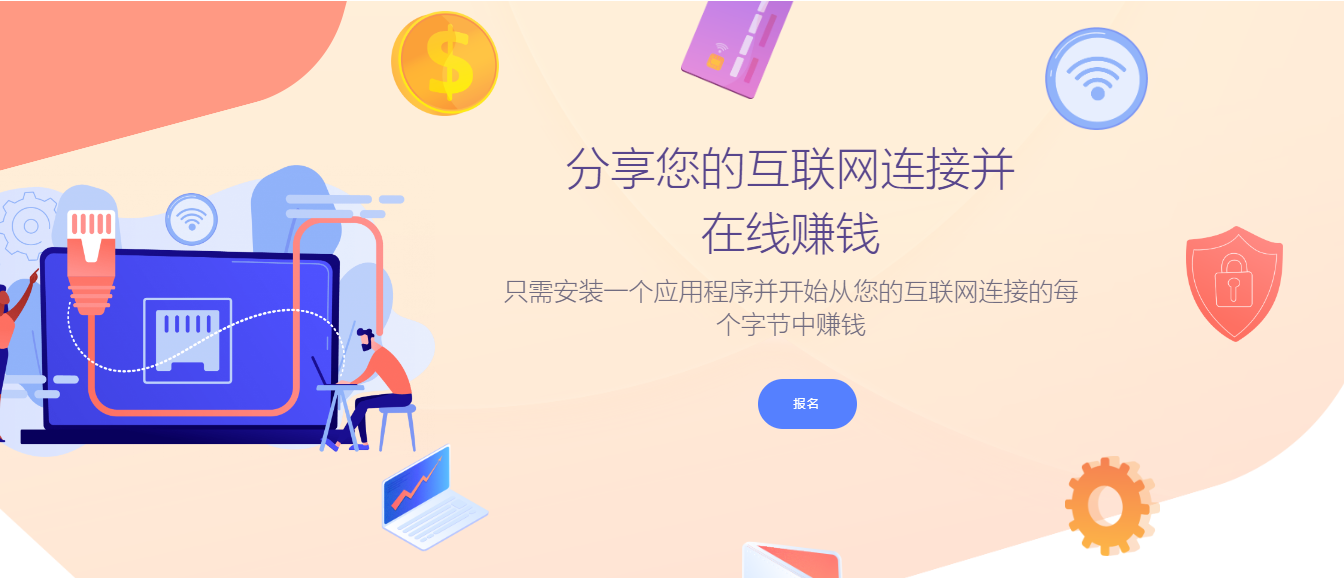 分享您的互联网连接并
在线赚钱
只需安装一个应用程序并开始从您的互联网连接的每
个字节中赚钱
报名